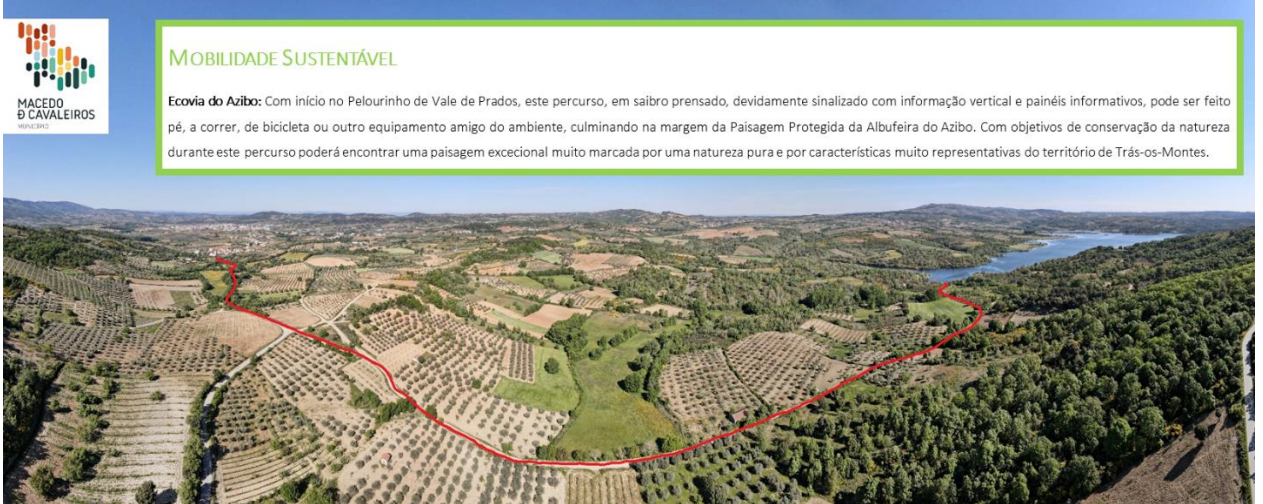 MACEDO
Đ CAVALEIROS
MUNICÍPIO
MOBILIDADE SUSTENTÁVEL
Ecovia do Azibo: Com início no Pelourinho de Vale de Prados, este percurso, em saibro prensado, devidamente sinalizado com informação vertical e painéis informativos, pode ser feito
pé, a correr, de bicicleta ou outro equipamento amigo do ambiente, culminando na margem da Paisagem Protegida da Albufeira do Azibo. Com objetivos de conservação da natureza
durante este percurso poderá encontrar uma paisagem excecional muito marcada por uma natureza pura e por características muito representativas do território de Trás-os-Montes.